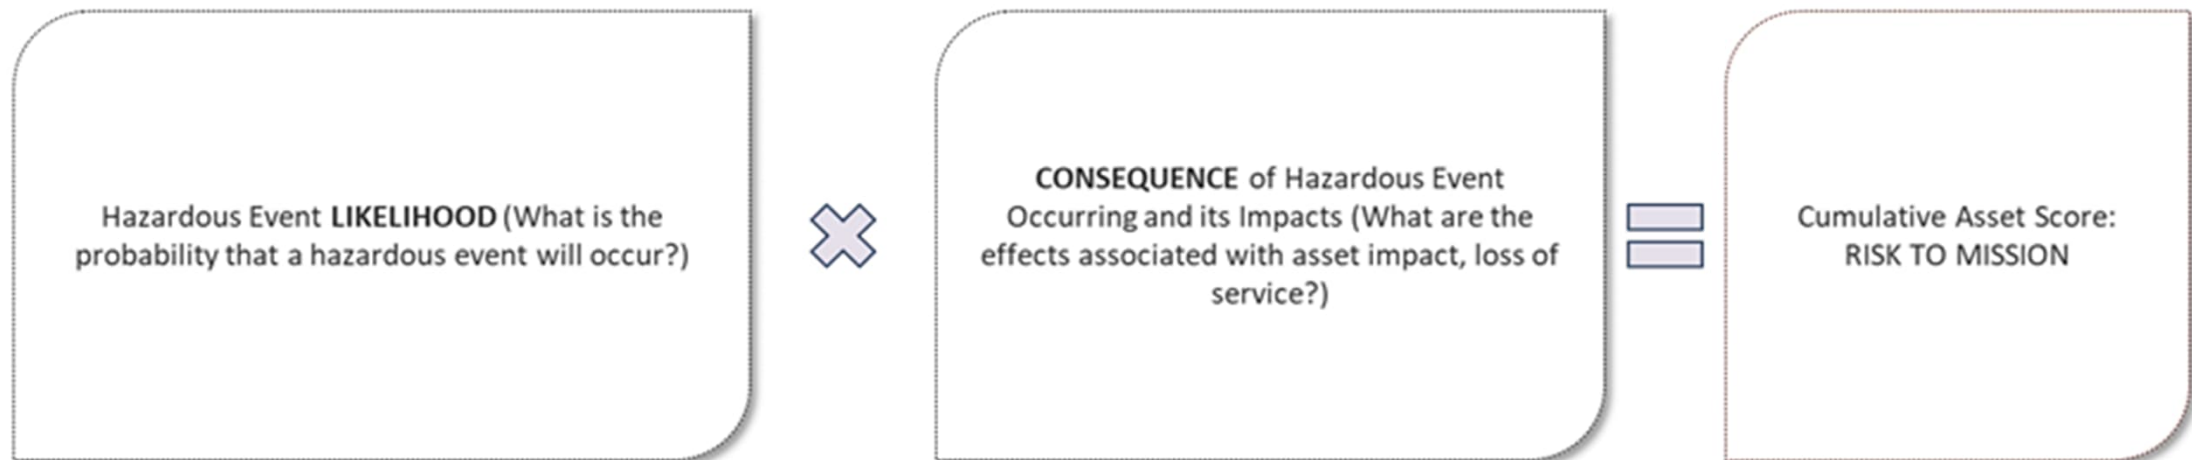 Hazardous Event LIKELIHOOD (What is the
probability that a hazardous event will occur?)
CONSEQUENCE of Hazardous Event
Occurring and its Impacts (What are the
effects associated with asset impact, loss of
service?)
Cumulative Asset Score:
RISK TO MISSION